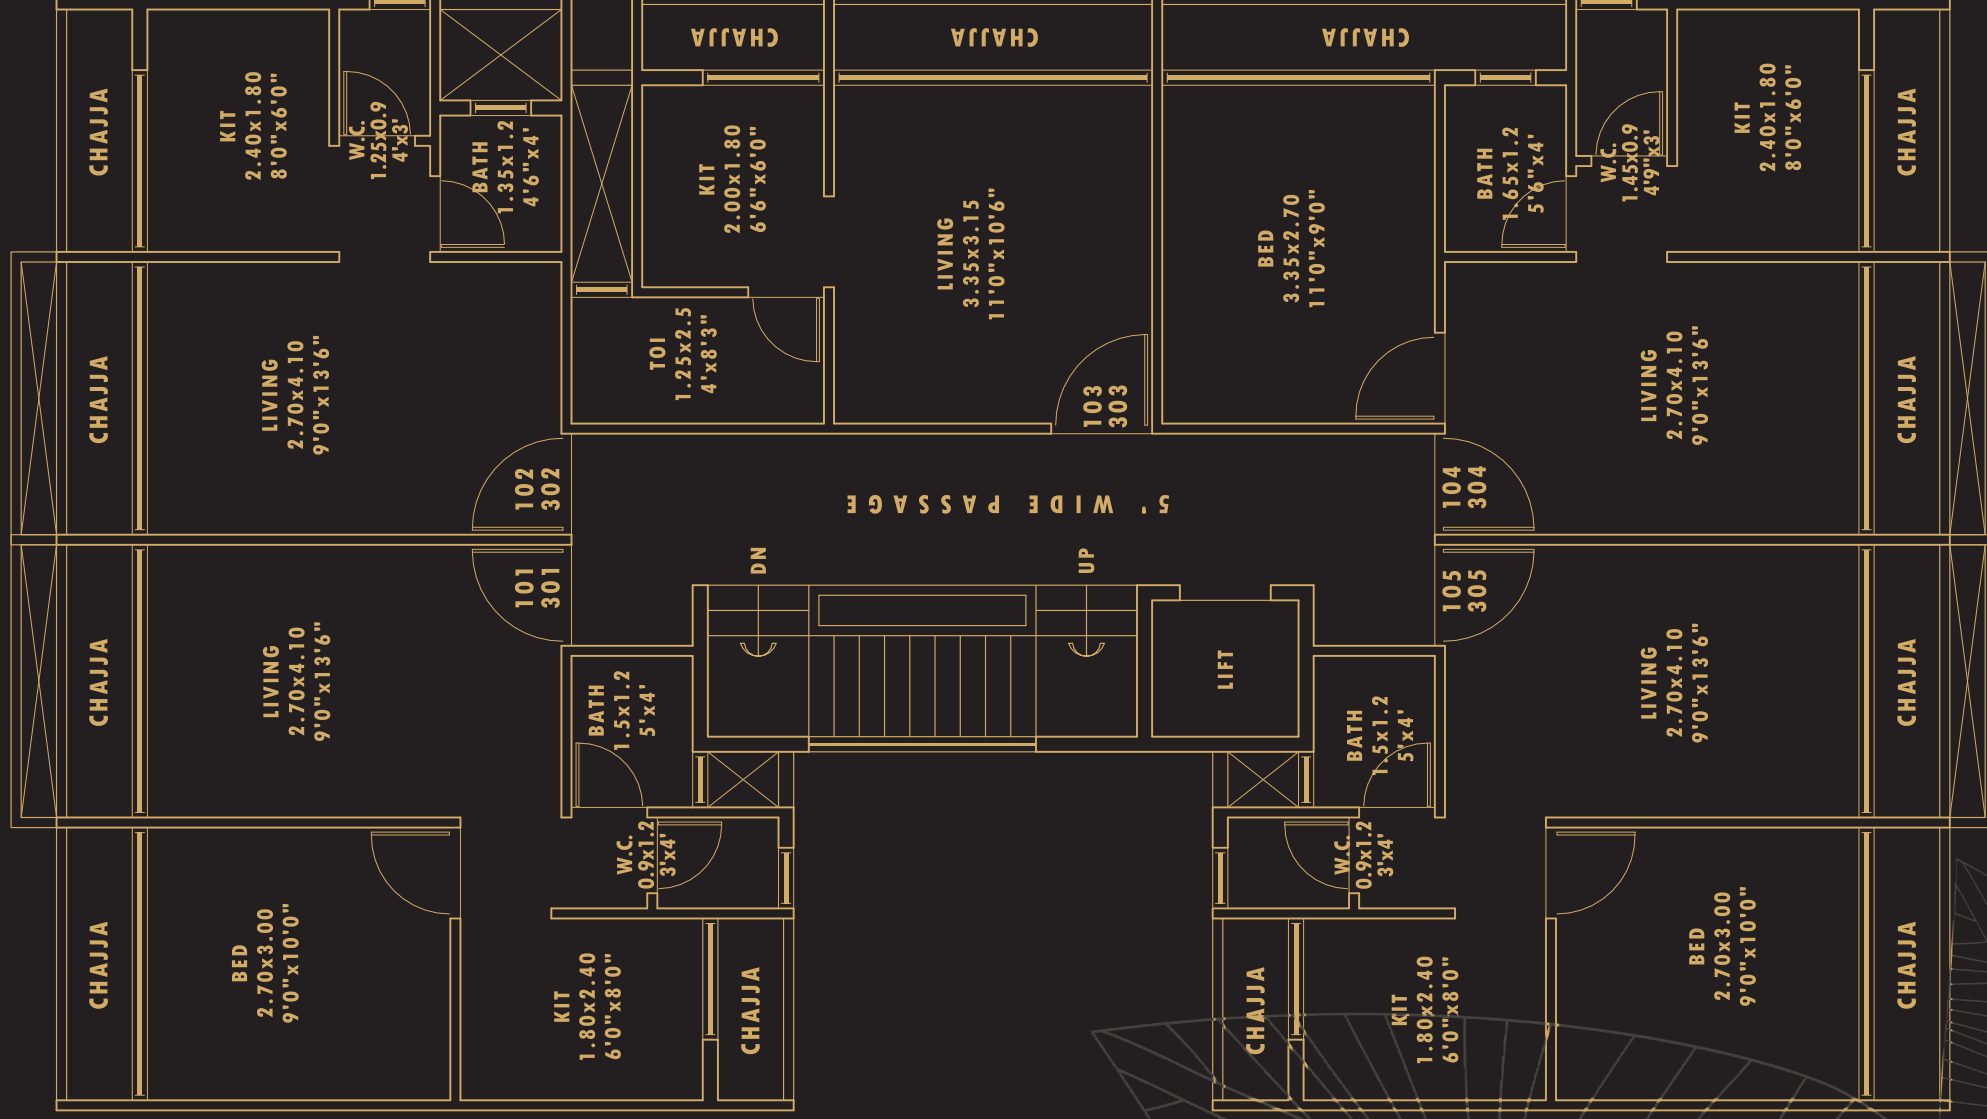 CHAJJA
CHAJJA
CHAJJA
CHAJJA
KIT
2.40x1.80
8'0"x6'0"
W.C.
1.25x0.9
4'x3'
BATH
1.35x1.2
4'6"x4'
KIT
2.00x1.80
6'6"x6'0"
LIVING
3.35x3.15
11'0"x10'6"
BED
3.35x2.70
11'0"x9'0"
BATH
1.65x1.2
5'6"x4'
W.C.
1.45x0.9
4'9"x3'
KIT
2.40x1.80
8'0"x6'0"
CHAJJA
CHAJJA
LIVING
2.70x4.10
9'0"x13'6"
TOI
1.25x2.5
4'x8'3"
103
303
LIVING
2.70x4.10
9'0"x13'6"
CHAJJA
102
302
5' WIDE PASSAGE
104
304
101
301
DN
UP
105
305
CHAJJA
LIVING
2.70x4.10
9'0"x13'6"
BATH
1.5x1.2
5'x4'
LIFT
BATH
1.5x1.2
5'x4'
LIVING
2.70x4.10
9'0"x13'6"
CHAJJA
W.C.
0.9x1.2
3'x4'
W.C.
0.9x1.2
3'x4'
CHAJJA
BED
2.70x3.00
9'0"x10'0"
KIT
1.80x2.40
6'0"x8'0"
CHAJJA
CHAJJA
KIT
1.80x2.40
6'0"x8'0"
BED
2.70x3.00
9'0"x10'0"
CHAJJA